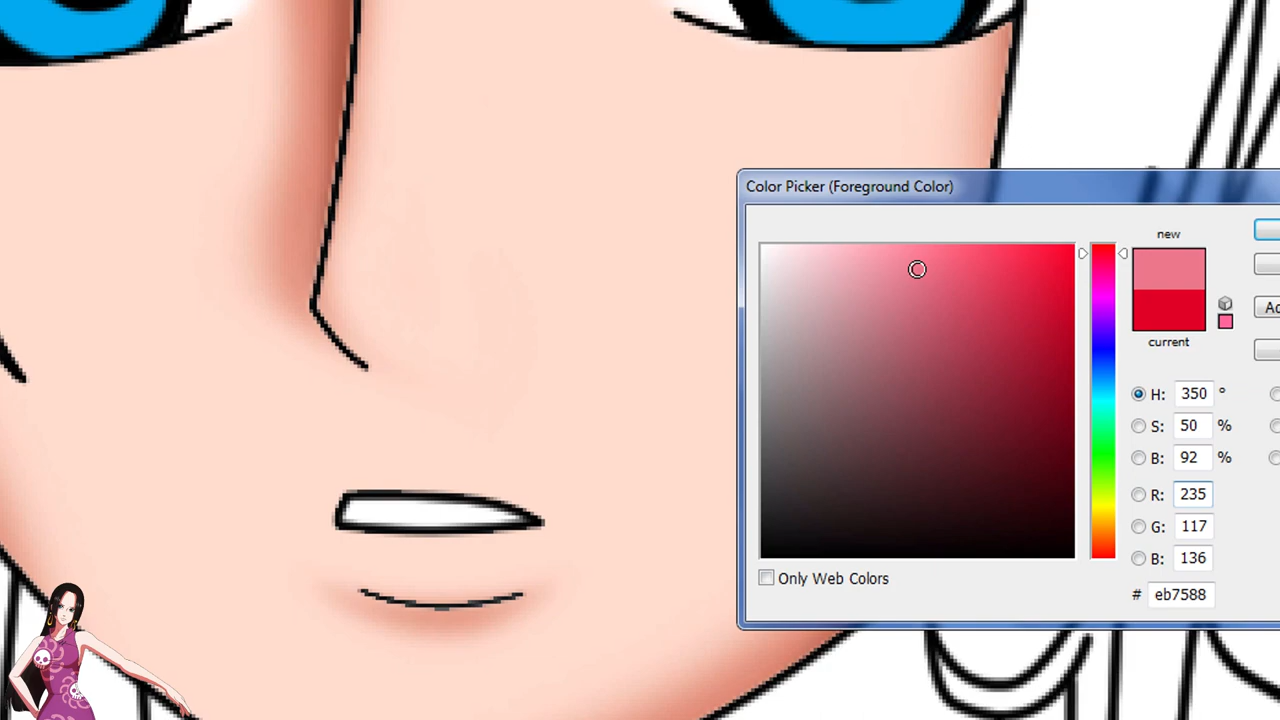 Color Picker (Foreground Color)
new
current
H: 350 °
S: 50 %
B: 92 %
R: 235
G: 117
B: 136
# eb7588
Only Web Colors